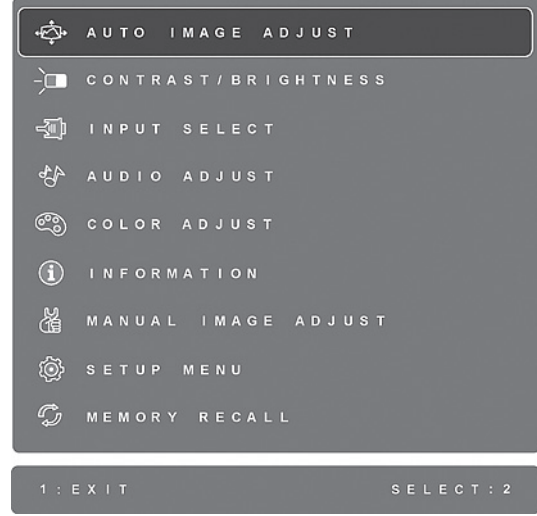 AUTO IMAGE ADJUST
CONTRAST/BRIGHTNESS
INPUT SELECT
AUDIO ADJUST
COLOR ADJUST
INFORMATION
MANUAL IMAGE ADJUST
SETUP MENU
MEMORY RECALL
1:EXIT SELECT:2